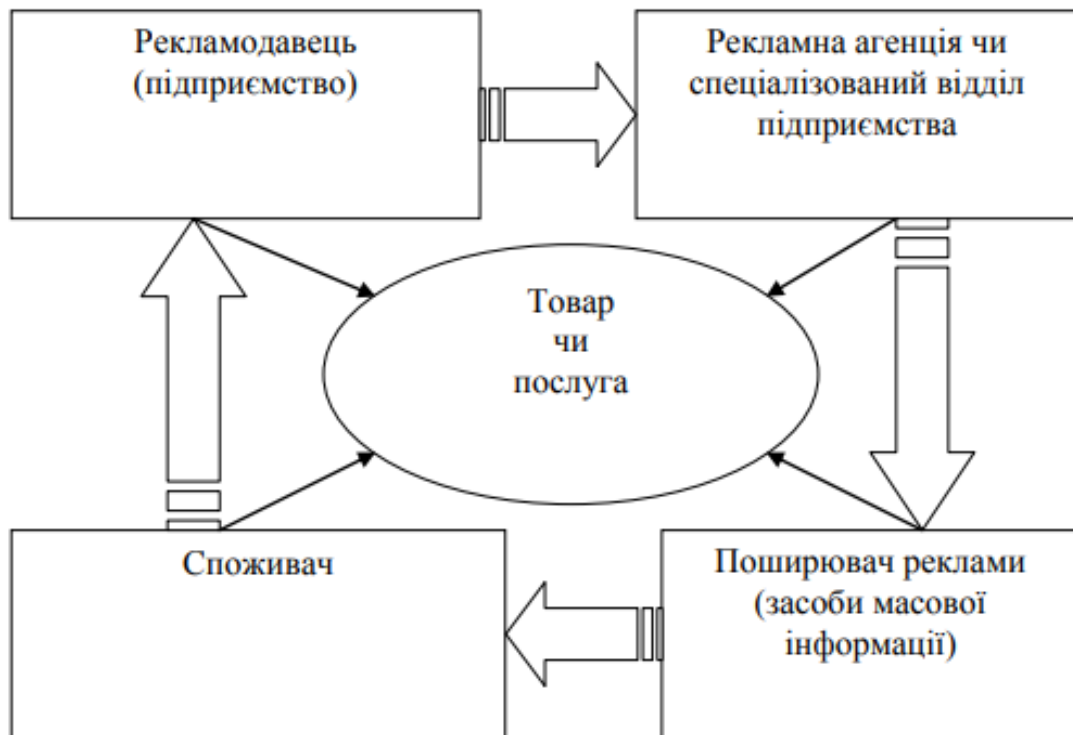 Рекламодавець
(підприємство)
Рекламна агенція чи
спеціалізований відділ
підприємства
Товар
чи
послуга
Споживач
Поширювач реклами
(засоби масової
інформації)